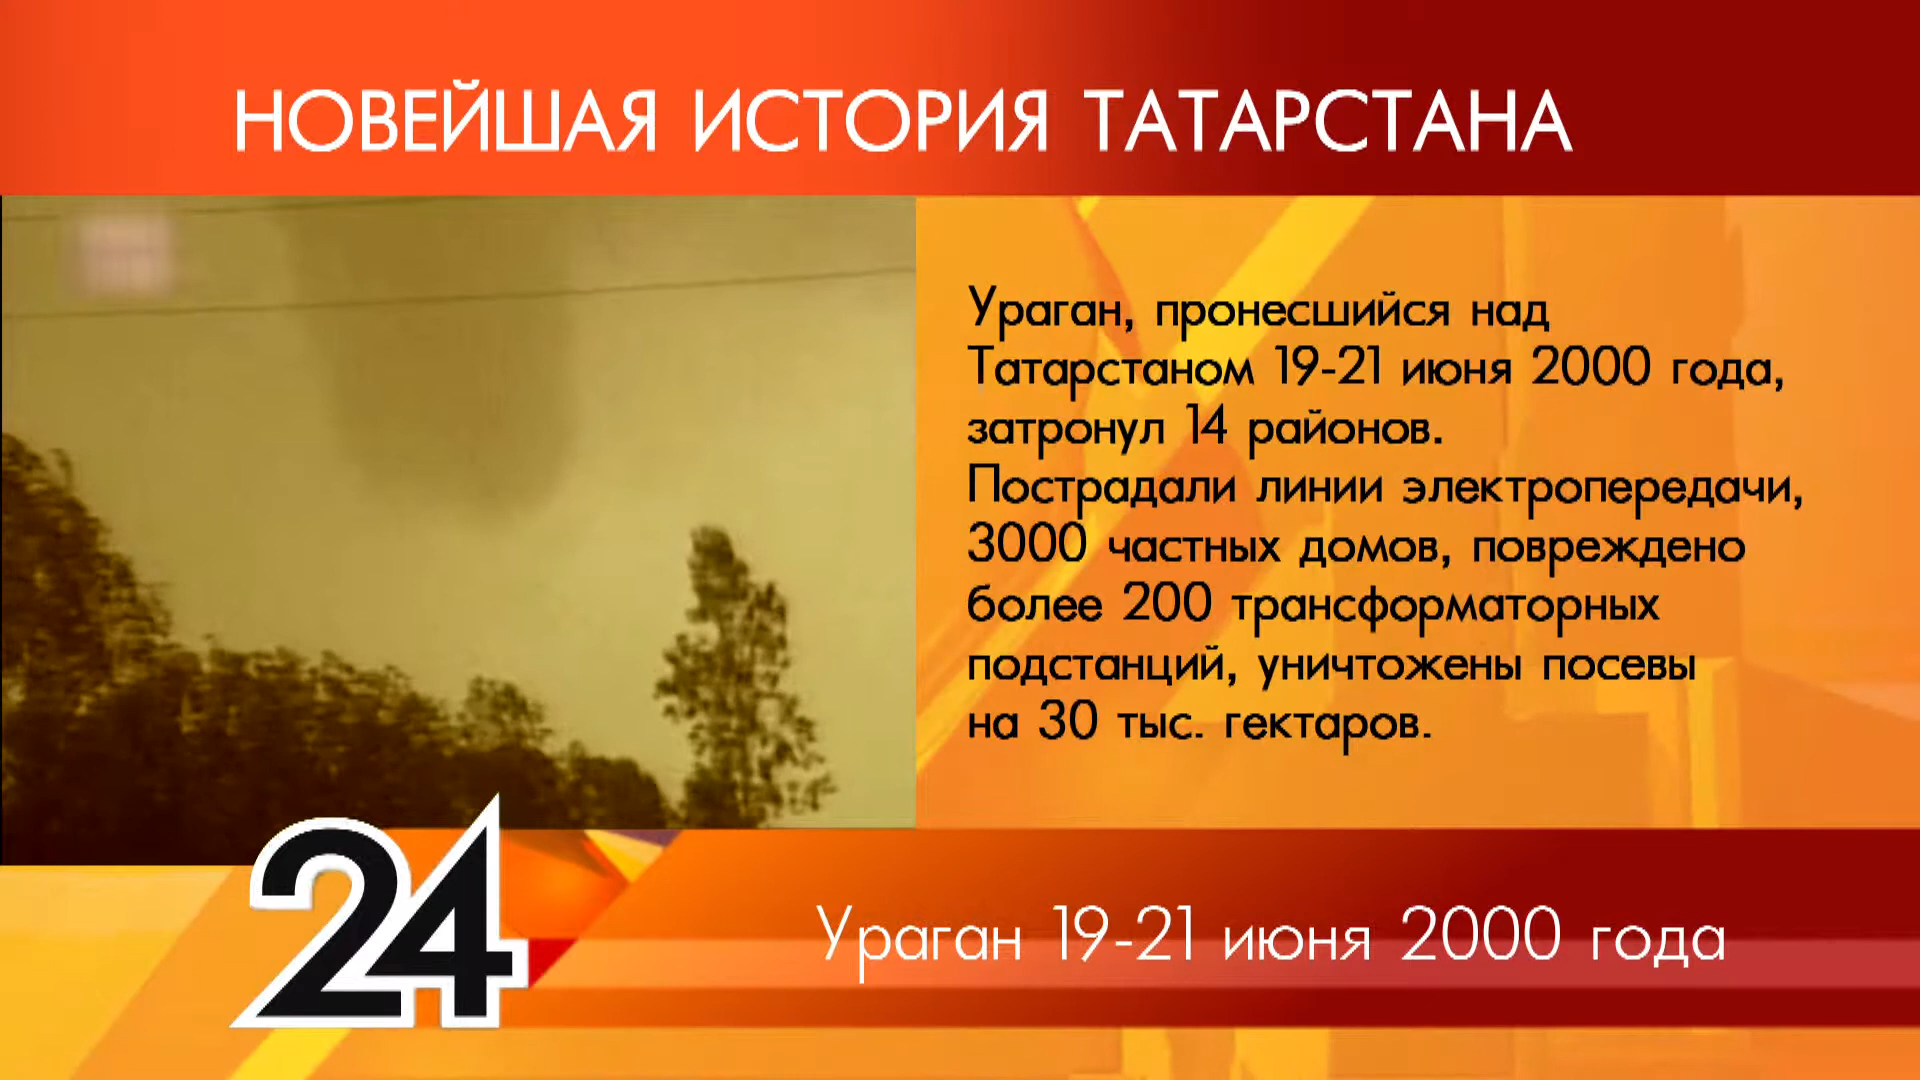 НОВЕЙШАЯ ИСТОРИЯ ТАТАРСТАНА
Ураган, пронесшийся над
Татарстаном 19-21 июня 2000 года,
затронул 14 районов.
Пострадали линии электропередачи,
3000 частных домов, повреждено
более 200 трансформаторных
подстанций, уничтожены посевы
на 30 тыс. гектаров.
24
Ураган 19-21 июня 2000 года